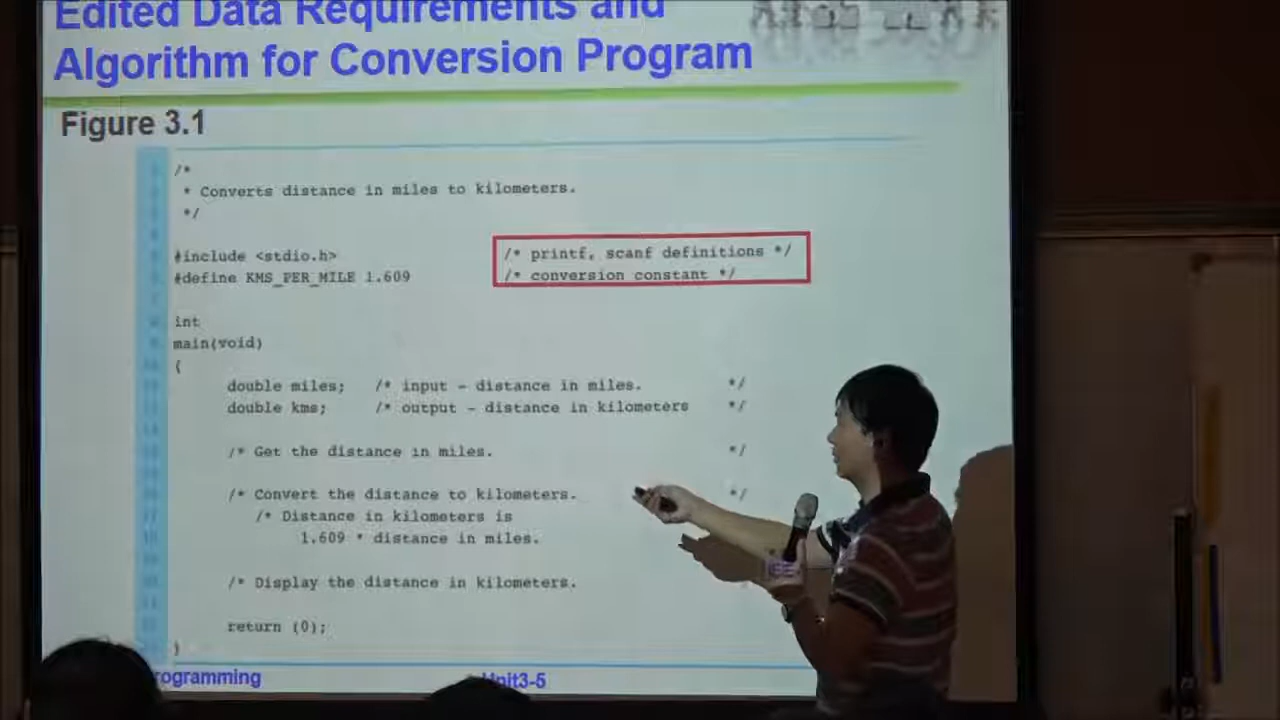 Edited Data Requirements and
Algorithm for Conversion Program
Figure 3.1
/*
* Converts distance in miles to kilometers.
*/
#include <stdio.h> /* printf, scanf definitions */
#define KMS_PER_MILE 1.609 /* conversion constant */
int
main(void)
{
double miles; /* input - distance in miles. */
double kms; /* output - distance in kilometers */
/* Get the distance in miles. */
/* Convert the distance to kilometers. */
/* Distance in kilometers is
1.609 * distance in miles.
/* Display the distance in kilometers.
return (0);
}
rogramming Unit3-5